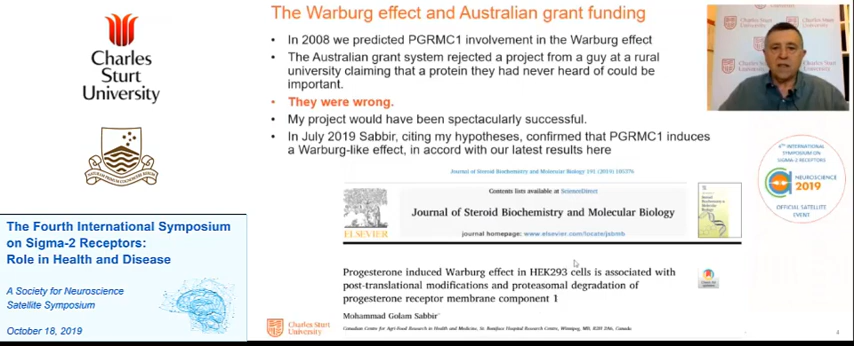 Charles Sturt
University
The Fourth International Symposium
on Sigma-2 Receptors:
Role in Health and Disease
A Society for Neuroscience
Satellite Symposium
October 18, 2019
The Warburg effect and Australian grant funding
• In 2008 we predicted PGRMC1 involvement in the Warburg effect
• The Australian grant system rejected a project from a guy at a rural
university claiming that a protein they had never heard of could be
important.
• They were wrong.
• My project would have been spectacularly successful.
• In July 2019 Sabbir, citing my hypotheses, confirmed that PGRMC1 induces
a Warburg-like effect, in accord with our latest results here
Journal of Steroid Biochemistry and Molecular Biology 191 (2019) 105376
Contents lists available at ScienceDirect
Journal of Steroid Biochemistry and Molecular Biology
journal homepage: www.elsevier.com/locate/jsbmb
ELSEVIER
Progesterone induced Warburg effect in HEK293 cells is associated with
post-translational modifications and proteasomal degradation of
progesterone receptor membrane component 1
Mohammad Golam Sabbir
Canadian Centre for Agri-Food Research in Health and Medicine, St. Boniface Hospital Research Centre, Winnipeg, MB, R2H 2A6, Canada
Charles Sturt
University
4
4TH INTERNATIONAL
SYMPOSIUM ON
SIGMA-2 RECEPTORS
NEUROSCIENCE
2019
OFFICIAL SATELLITE
EVENT